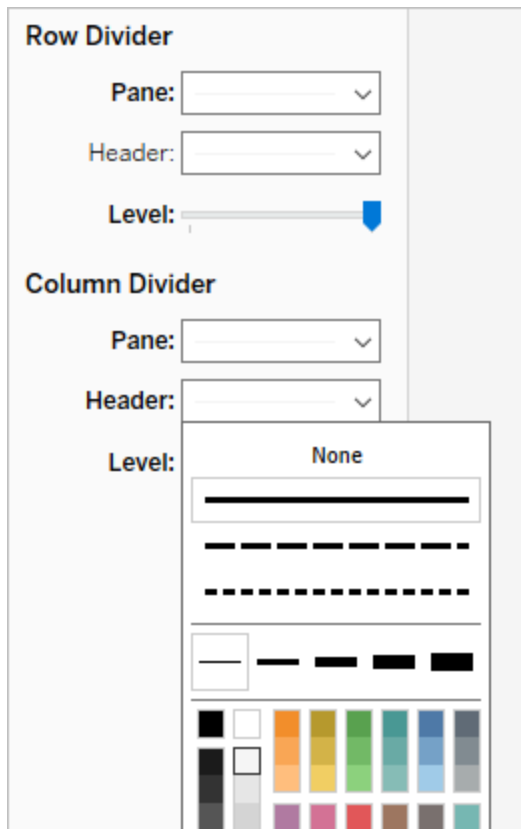 Row Divider
Pane:
Header:
Level:
Column Divider
Pane:
Header:
Level:
None